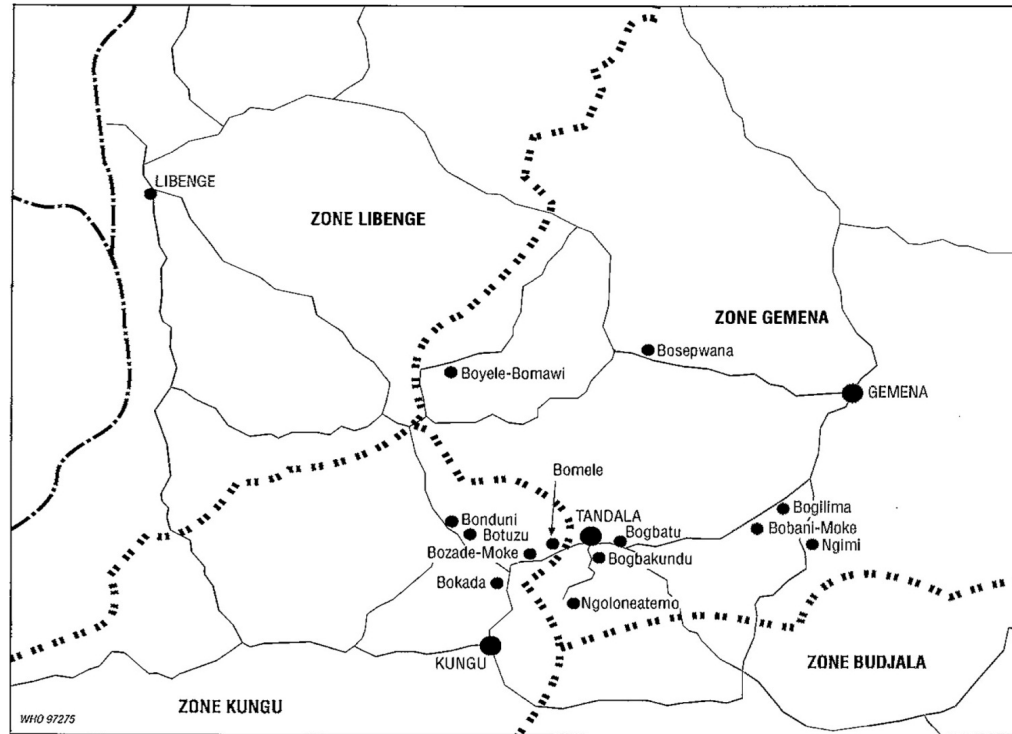 LIBENGE
ZONE LIBENGE
ZONE GEMENA
Bosepwana
Boyele-Bomawi
GEMENA
Bomele
TANDALA
Bonduni
Botuzu
Bogbatu
Bogilima
Bobani-Moke
Bozade-Moke
Ngimi
Bogbakundu
Bokada
Ngoloneatemo
KUNGU
ZONE BUDJALA
ZONE KUNGU
WHO 97275